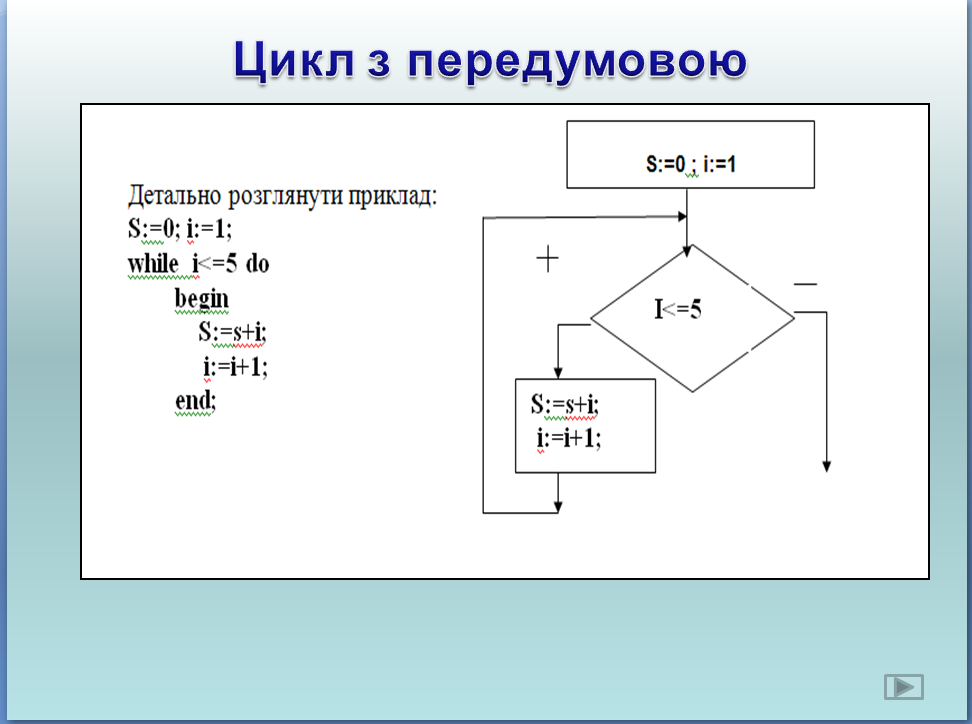 Цикл з передумовою
Детально розглянути приклад:
S:=0; i:=1;
while i<=5 do
begin
S:=s+i;
i:=i+1;
end;
S:=0 ; i:=1
+
I<=5
—
S:=s+i;
i:=i+1;